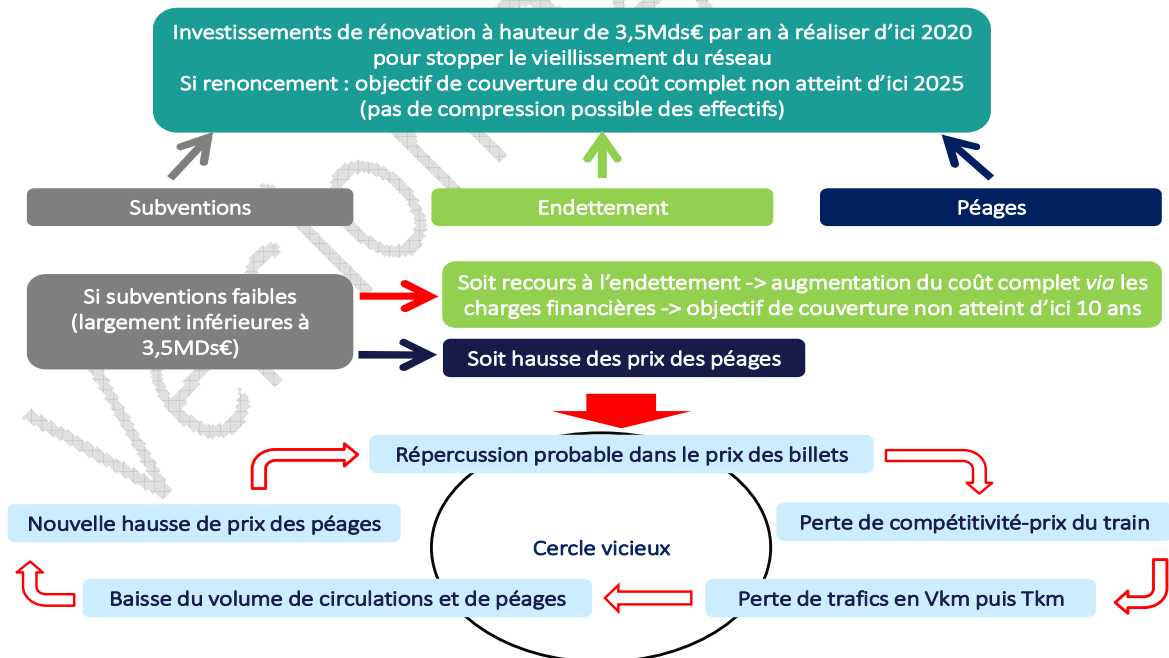 Investissements de rénovation à hauteur de 3,5Mds€ par an à réaliser d'ici 2020
pour stopper le vieillissement du réseau
Si renoncement : objectif de couverture du coût complet non atteint d'ici 2025
(pas de compression possible des effectifs)
Subventions
Endettement
Péages
Si subventions faibles
(largement inférieures à
3,5MDs€)
Soit recours à l'endettement -> augmentation du coût complet via les
charges financières -> objectif de couverture non atteint d'ici 10 ans
Soit hausse des prix des péages
Répercussion probable dans le prix des billets
Nouvelle hausse de prix des péages
Perte de compétitivité-prix du train
Cercle vicieux
Baisse du volume de circulations et de péages
Perte de trafics en Vkm puis Tkm
Version